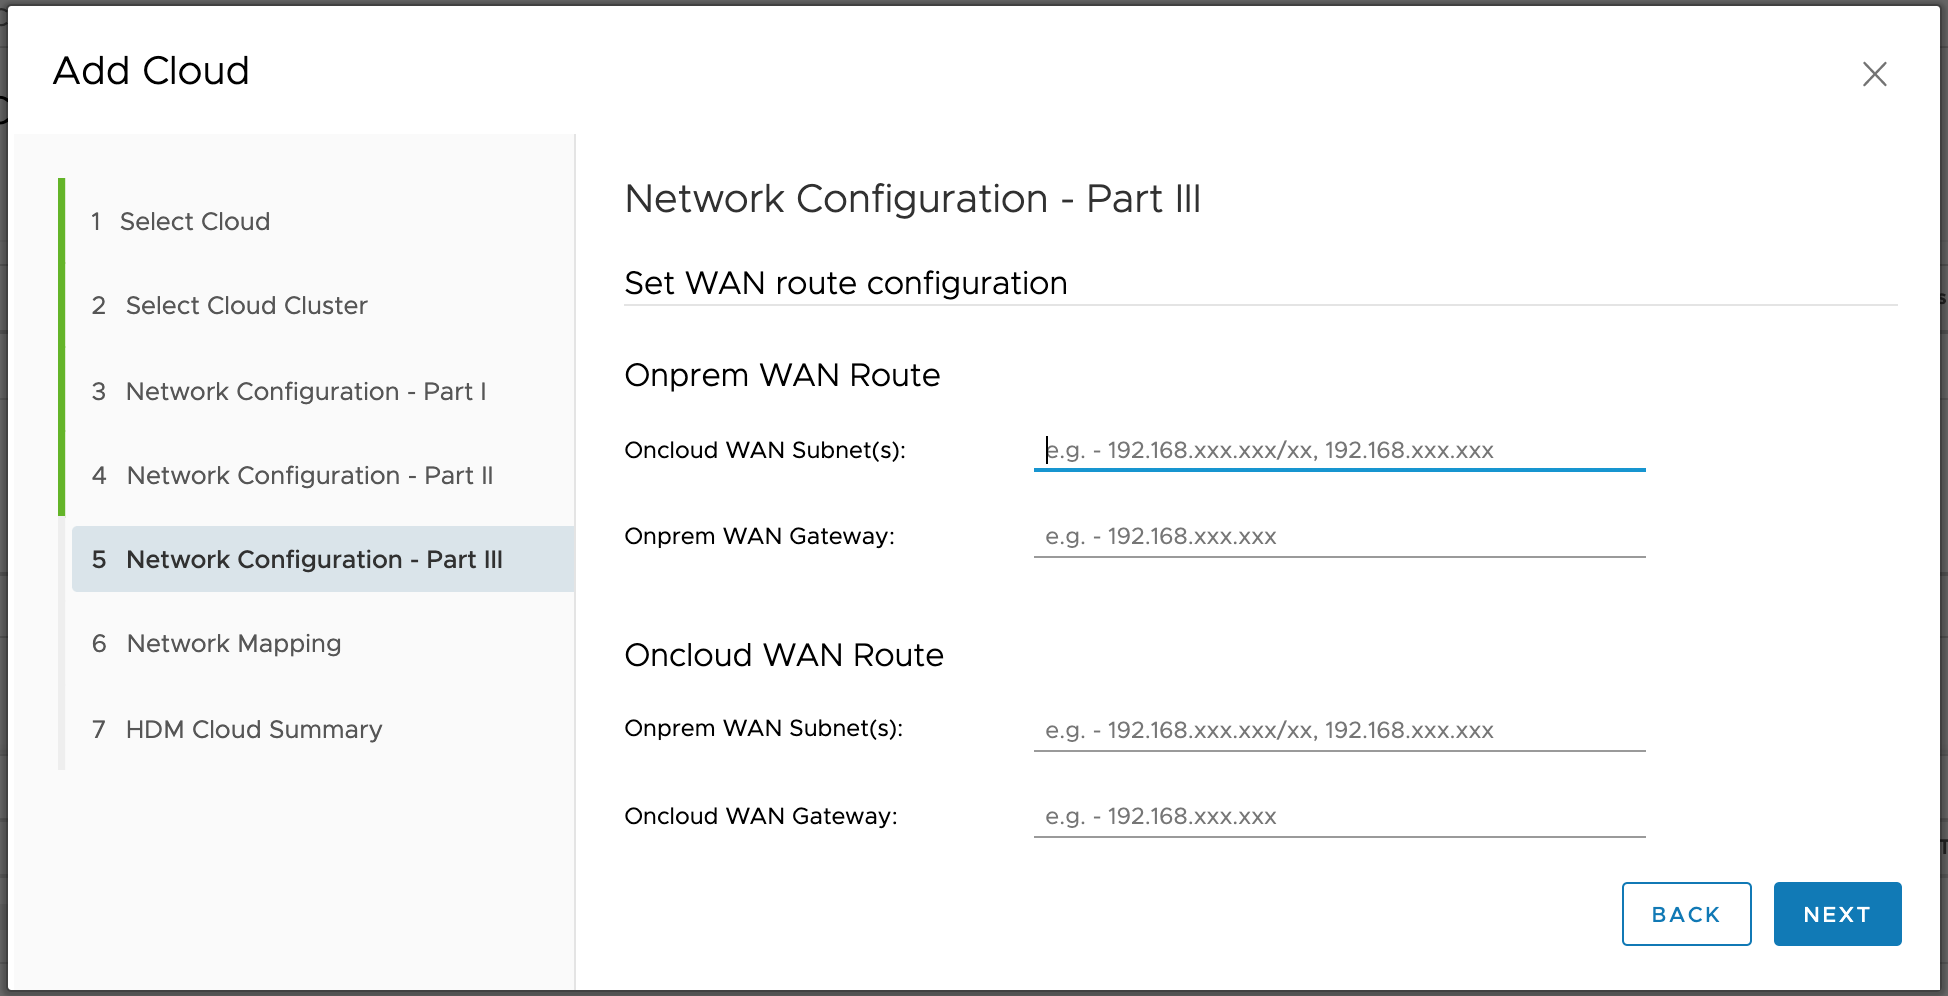 Add Cloud
1 Select Cloud
2 Select Cloud Cluster
3 Network Configuration - Part I
4 Network Configuration - Part II
5 Network Configuration - Part III
6 Network Mapping
7 HDM Cloud Summary
Network Configuration - Part III
Set WAN route configuration
Onprem WAN Route
Oncloud WAN Subnet(s): e.g. - 192.168.xxx.xxx/xx, 192.168.xxx.xxx
Onprem WAN Gateway: e.g. - 192.168.xxx.xxx
Oncloud WAN Route
Onprem WAN Subnet(s): e.g. - 192.168.xxx.xxx/xx, 192.168.xxx.xxx
Oncloud WAN Gateway: e.g. - 192.168.xxx.xxx
BACK NEXT